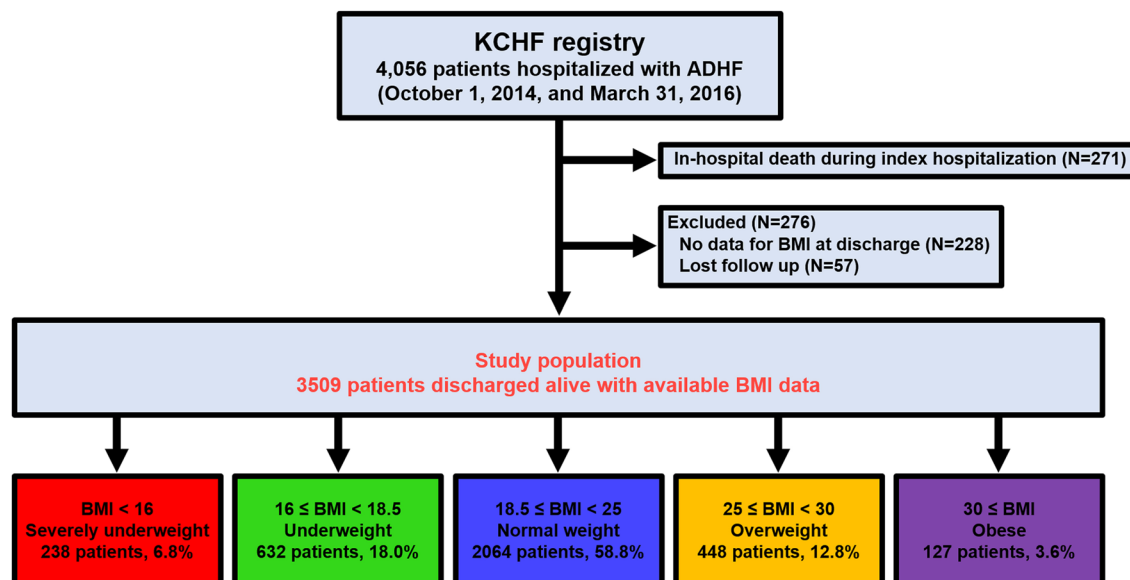 KCHF registry
4,056 patients hospitalized with ADHF
(October 1, 2014, and March 31, 2016)
In-hospital death during index hospitalization (N=271)
Excluded (N=276)
No data for BMI at discharge (N=228)
Lost follow up (N=57)
Study population
3509 patients discharged alive with available BMI data
BMI < 16
Severely underweight
238 patients, 6.8%
16 ≤ BMI < 18.5
Underweight
632 patients, 18.0%
18.5 ≤ BMI < 25
Normal weight
2064 patients, 58.8%
25 ≤ BMI < 30
Overweight
448 patients, 12.8%
30 ≤ BMI
Obese
127 patients, 3.6%